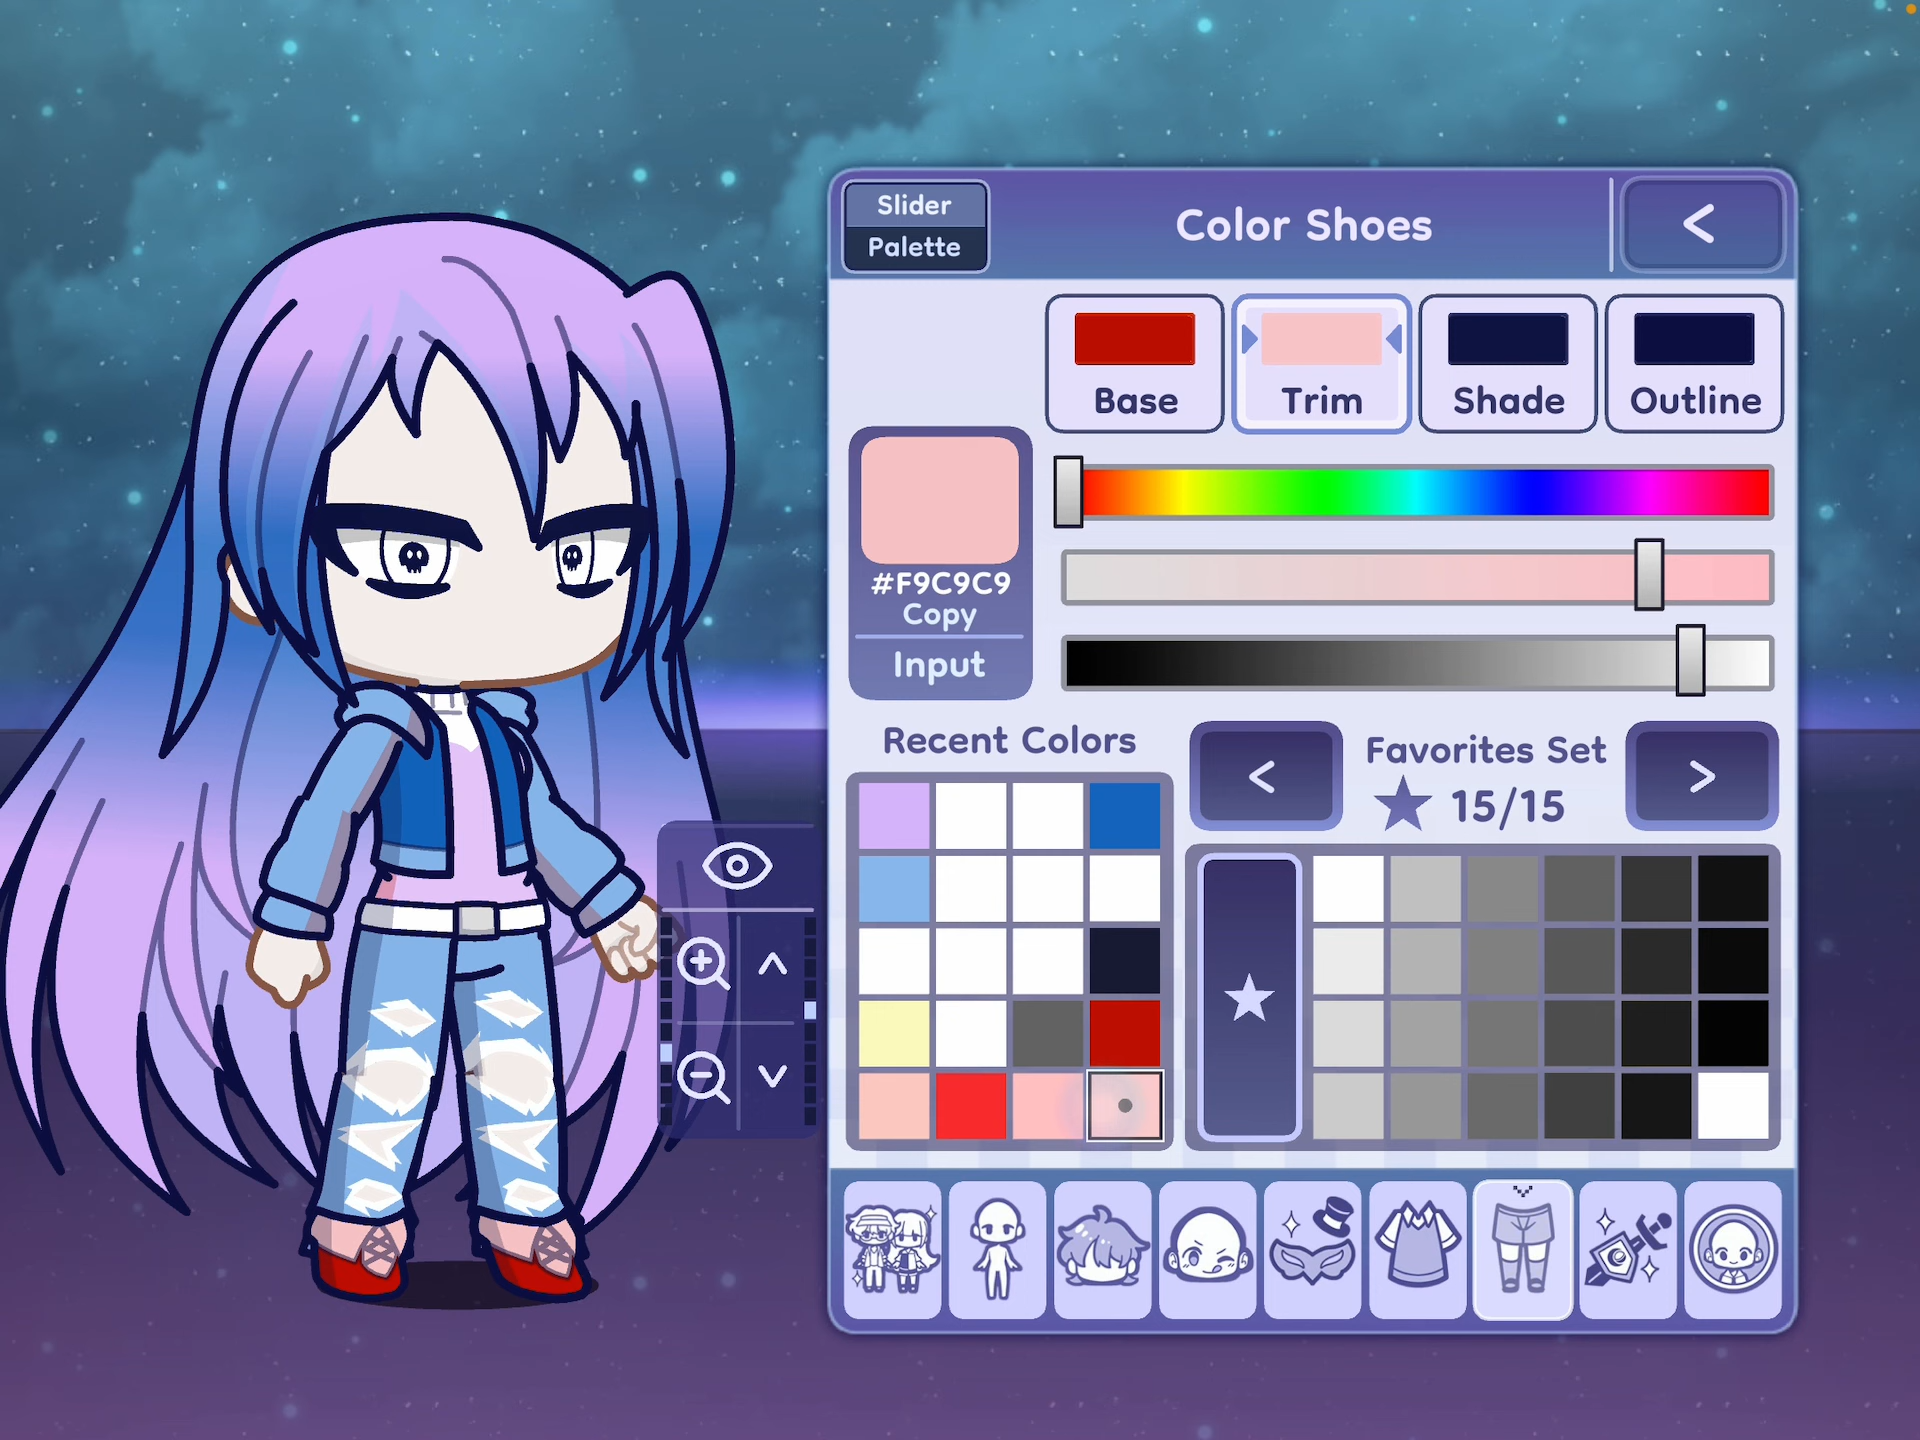 Slider
Palette
Color Shoes
<
Base
Trim
Shade
Outline
#F9C9C9
Copy
Input
Recent Colors
<
Favorites Set
15/15
>